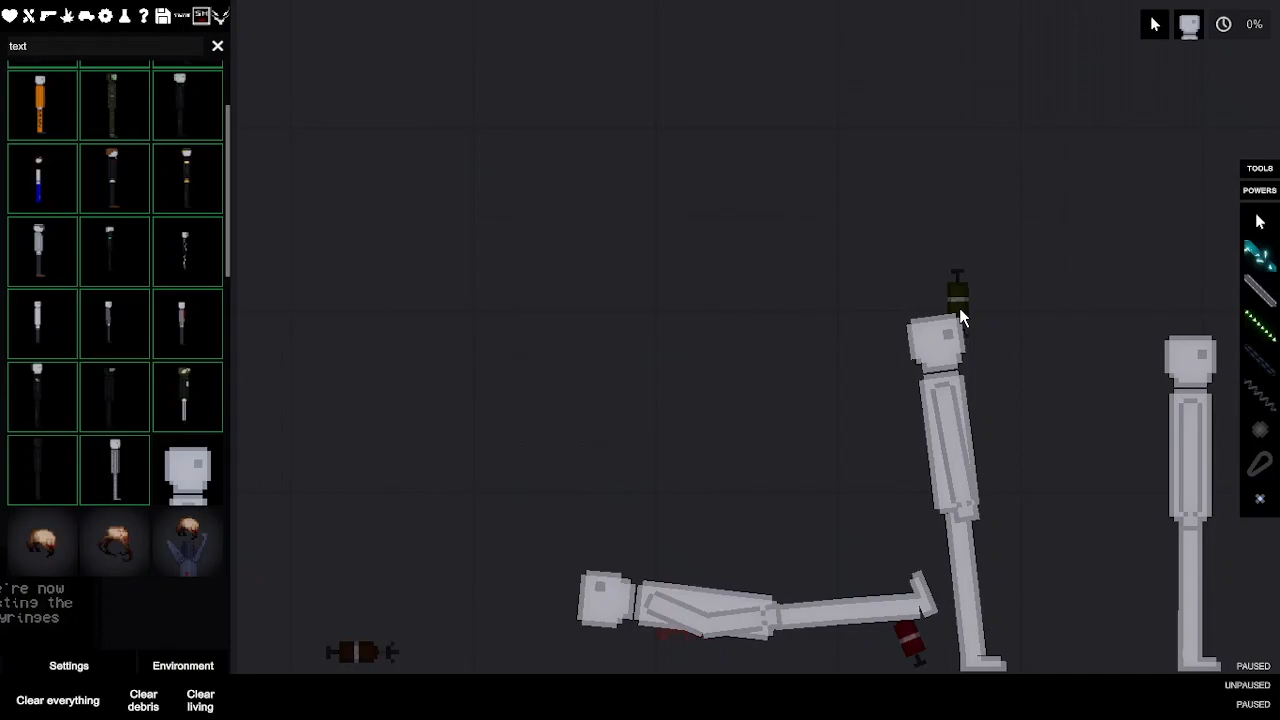 text
0%
TOOLS
POWERS
're now
ting the
yringes
Settings
Environment
Clear everything
Clear
debris
Clear
living
PAUSED
UNPAUSED
PAUSED